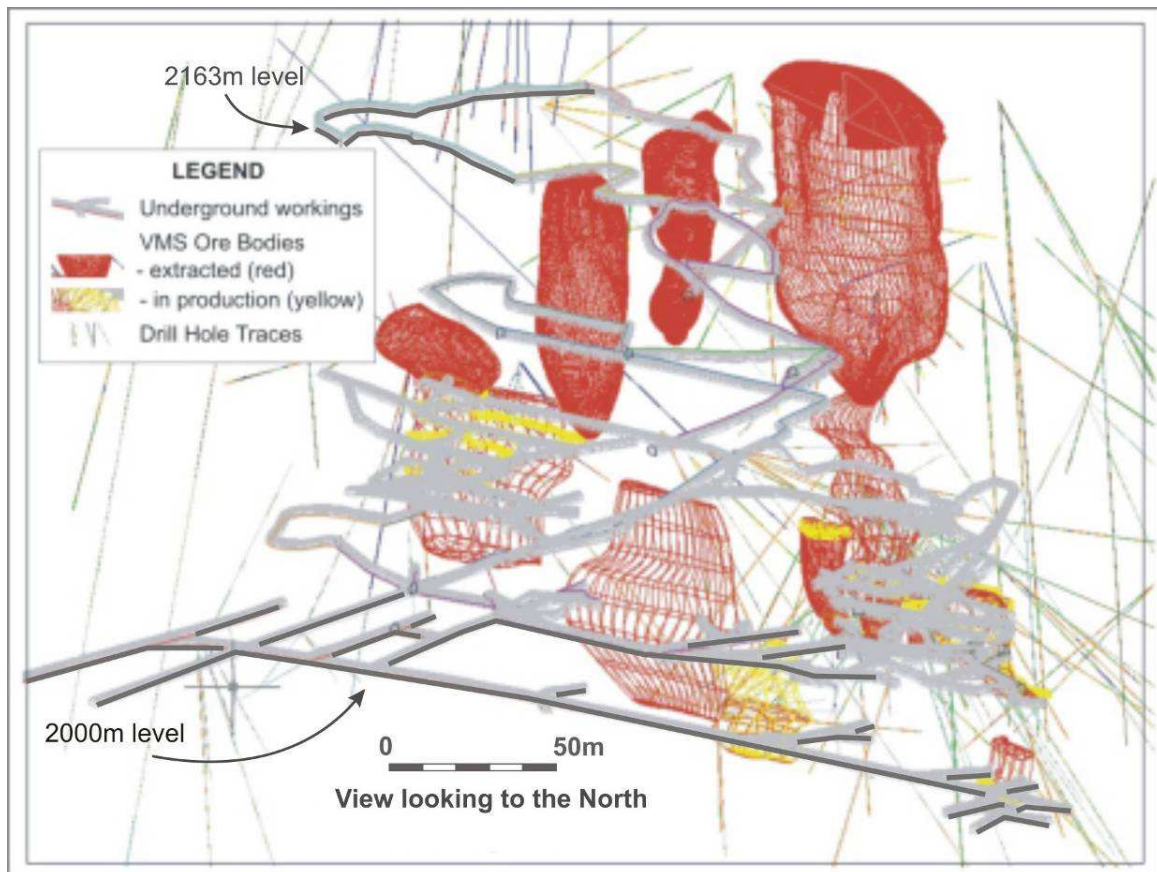 2163m level
LEGEND
Underground workings
VMS Ore Bodies
- extracted (red)
- in production (yellow)
Drill Hole Traces
2000m level
0 50m
View looking to the North